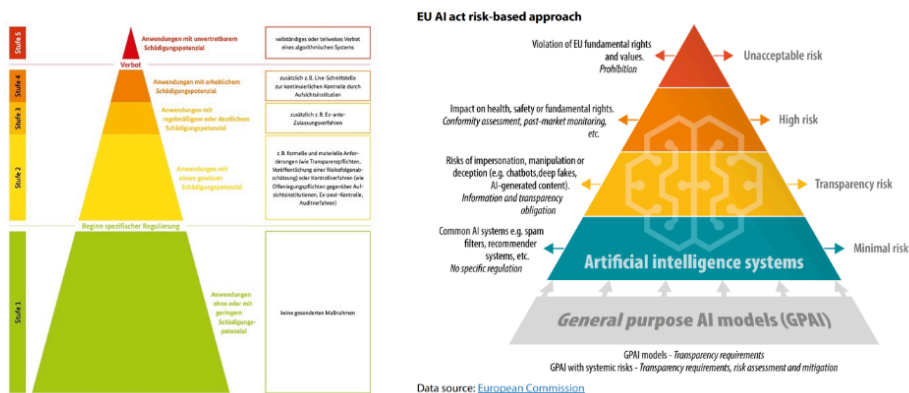 Stufe 5
Anwendungen mit unvertretbarem
Schädigungspotenzial
vollständiges oder teilweises Verbot
eines algorithmischen Systems
Verbot
Stufe 4
Anwendungen mit erheblichem
Schädigungspotenzial
zusätzlich z. B. Live-Schnittstelle
zur kontinuierlichen Kontrolle durch
Aufsichtsinstitution
Stufe 3
Anwendungen mit
regelmäßigem oder deutlichem
Schädigungspotenzial
zusätzlich z. B. Ex-ante-
Zulassungsverfahren
Stufe 2
Anwendungen mit
einem gewissen
Schädigungspotenzial
z. B. formelle und materielle Anfor-
derungen (wie Transparenzpflichten,
Veröffentlichung einer Risikofolgenab-
schätzung) oder Kontrollverfahren (wie
Offenlegungspflichten gegenüber Auf-
sichtsinstitutionen, Ex-post-Kontrolle,
Auditverfahren)
Beginn spezifischer Regulierung
Stufe 1
Anwendungen
ohne oder mit
geringem
Schädigungs-
potenzial
keine gesonderten Maßnahmen
EU AI act risk-based approach
Violation of EU fundamental rights
and values.
Prohibition
Unacceptable risk
Impact on health, safety or fundamental rights.
Conformity assessment, post-market monitoring,
etc.
High risk
Risks of impersonation, manipulation or
deception (e.g. chatbots,deep fakes,
AI-generated content).
Information and transparency
obligation
Transparency risk
Common AI systems e.g. spam
filters, recommender
systems, etc.
No specific regulation
Minimal risk
Artificial intelligence systems
General purpose AI models (GPAI)
GPAI models - Transparency requirements
GPAI with systemic risks - Transparency requirements, risk assessment and mitigation
Data source: European Commission